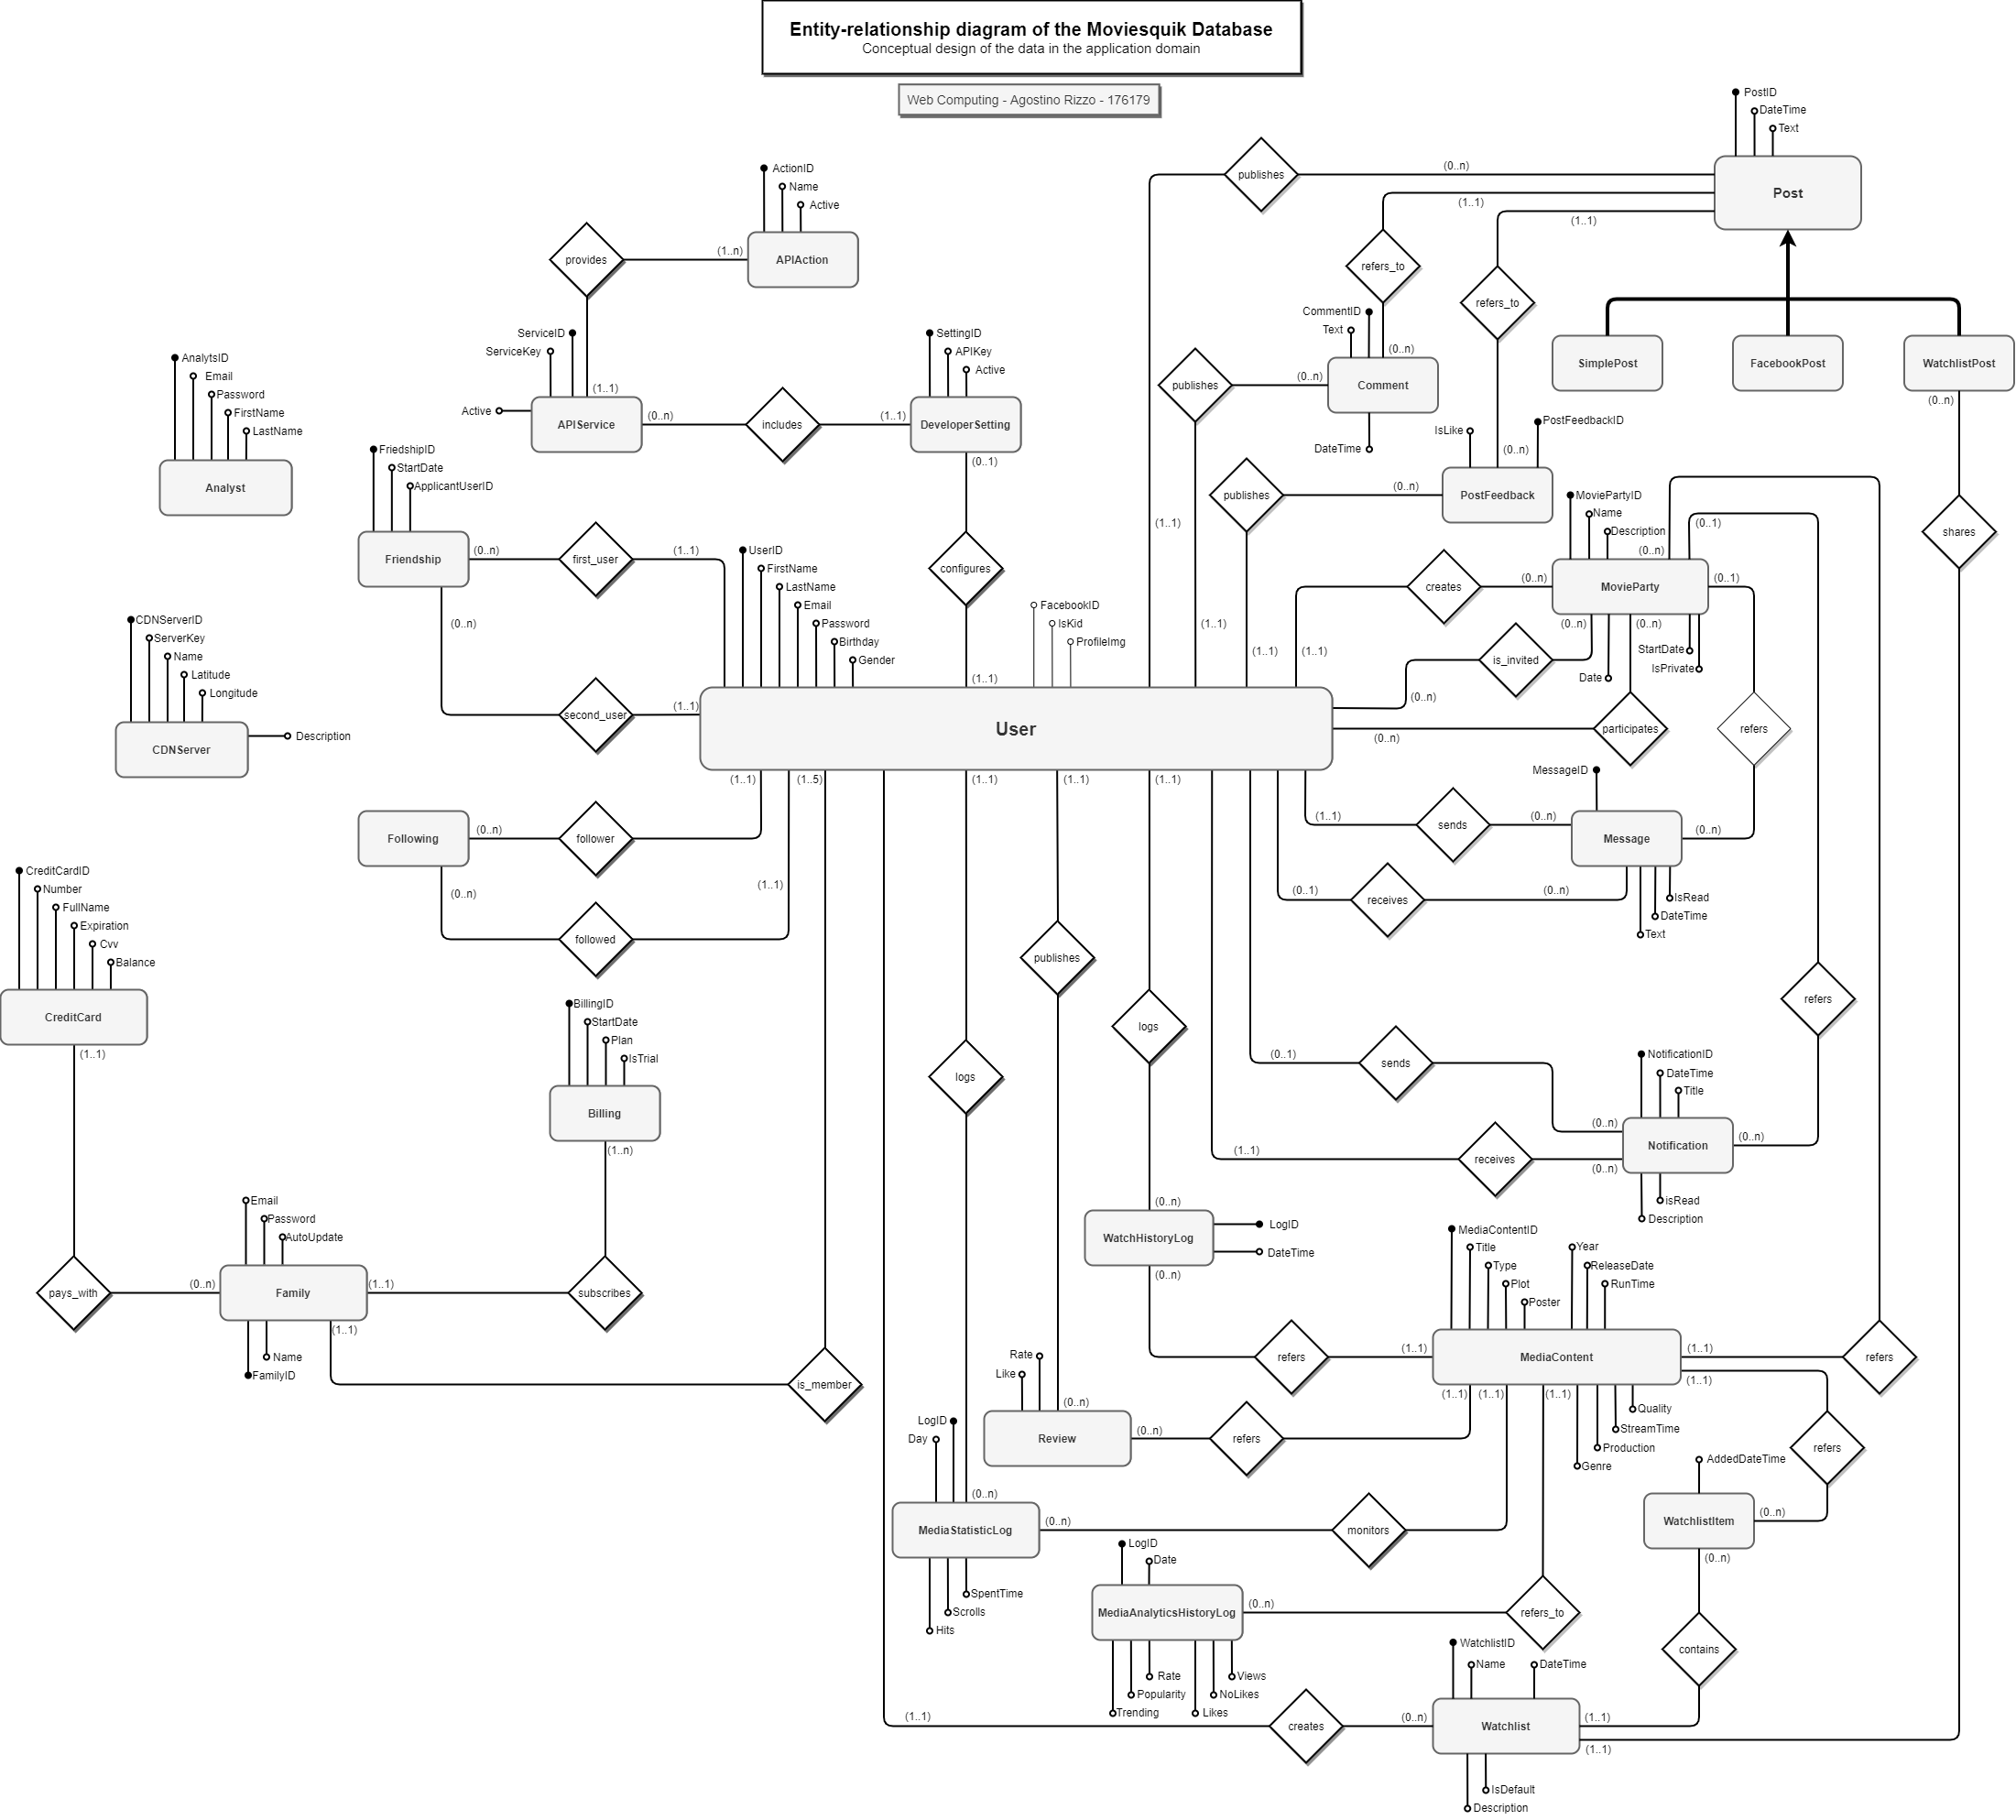 Entity-relationship diagram of the Moviesquik Database
Conceptual design of the data in the application domain
Web Computing - Agostino Rizzo - 176179
PostID
DateTime
Text
Post
publishes
(0..n)
(1..1)
(1..1)
refers_to
refers_to
SimplePost
FacebookPost
WatchlistPost
(0..n)
shares
ActionID
Name
Active
APIAction
(1..n)
provides
ServiceID
ServiceKey
(1..1)
Active
APIService
(0..n)
includes
(1..1)
SettingID
APIKey
Active
DeveloperSetting
(0..1)
configures
(1..1)
CommentID
Text
(0..n)
Comment
DateTime
publishes
(0..n)
IsLike
PostFeedbackID
(0..n)
PostFeedback
publishes
(0..n)
(1..1)
(1..1)
(1..1)
(1..1)
AnalytsID
Email
Password
FirstName
LastName
Analyst
FriedshipID
StartDate
ApplicantUserID
Friendship
(0..n)
first_user
(1..1)
(0..n)
second_user
(1..1)
CDNServerID
ServerKey
Name
Latitude
Longitude
CDNServer
Description
UserID
FirstName
LastName
Email
Password
Birthday
Gender
FacebookID
IsKid
ProfileImg
User
MoviePartyID
Name
Description
(0..n)
(0..1)
MovieParty
(0..1)
creates
(0..n)
(0..n)
(0..n)
StartDate
IsPrivate
Date
is_invited
(0..n)
participates
(0..n)
refers
MessageID
Message
(0..n)
sends
(1..1)
(0..n)
receives
(0..1)
(0..n)
IsRead
DateTime
Text
(1..1)
(1..5)
(1..1)
(1..1)
(1..1)
Following
(0..n)
follower
(0..n)
(1..1)
followed
CreditCardID
Number
FullName
Expiration
Cvv
Balance
CreditCard
(1..1)
BillingID
StartDate
Plan
IsTrial
Billing
(1..n)
publishes
logs
logs
refers
(0..1)
sends
(0..n)
NotificationID
DateTime
Title
Notification
(0..n)
(1..1)
receives
(0..n)
isRead
Description
Email
Password
AutoUpdate
pays_with
(0..n)
Family
(1..1)
subscribes
(1..1)
Name
FamilyID
is_member
(0..n)
WatchHistoryLog
LogID
DateTime
(0..n)
refers
(1..1)
MediaContentID
Title
Type
Plot
Poster
Year
ReleaseDate
RunTime
MediaContent
(1..1)
refers
(1..1)
(1..1)
(1..1)
(1..1)
Quality
StreamTime
Production
Genre
refers
Rate
Like
(0..n)
Review
(0..n)
refers
LogID
Day
(0..n)
MediaStatisticLog
(0..n)
monitors
SpentTime
Scrolls
Hits
AddedDateTime
WatchlistItem
(0..n)
(0..n)
contains
LogID
Date
MediaAnalyticsHistoryLog
(0..n)
refers_to
Rate
Popularity
Trending
Views
NoLikes
Likes
WatchlistID
Name
DateTime
(1..1)
creates
(0..n)
Watchlist
(1..1)
(1..1)
IsDefault
Description